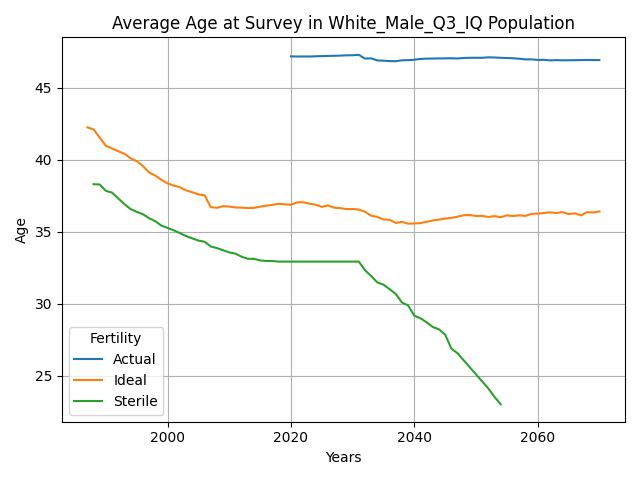 Average Age at Survey in White_Male_Q3_IQ Population
45
40
35
30
25
Age
Fertility
Actual
Ideal
Sterile
2000
2020
2040
2060
Years